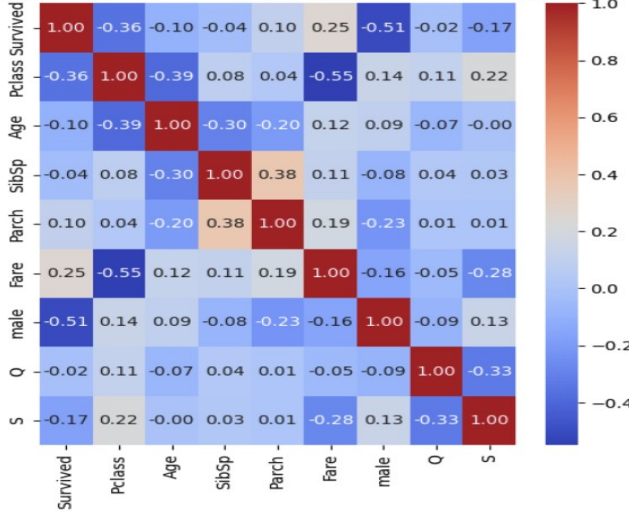 Survived 1.00 -0.36 -0.10 -0.04 0.10 0.25 -0.51 -0.02 -0.17
Pclass -0.36 1.00 -0.39 0.08 0.04 -0.55 0.14 0.11 0.22
Age -0.10 -0.39 1.00 -0.30 -0.20 0.12 0.09 -0.07 -0.00
SibSp -0.04 0.08 -0.30 1.00 0.38 0.11 -0.08 0.04 0.03
Parch 0.10 0.04 -0.20 0.38 1.00 0.19 -0.23 0.01 0.01
Fare 0.25 -0.55 0.12 0.11 0.19 1.00 -0.16 -0.05 -0.28
male -0.51 0.14 0.09 -0.08 -0.23 -0.16 1.00 -0.09 0.13
Q -0.02 0.11 -0.07 0.04 0.01 -0.05 -0.09 1.00 -0.33
S -0.17 0.22 -0.00 0.03 0.01 -0.28 0.13 -0.33 1.00
Survived Pclass Age SibSp Parch Fare male Q S
1.0
0.8
0.6
0.4
0.2
0.0
-0.2
-0.4